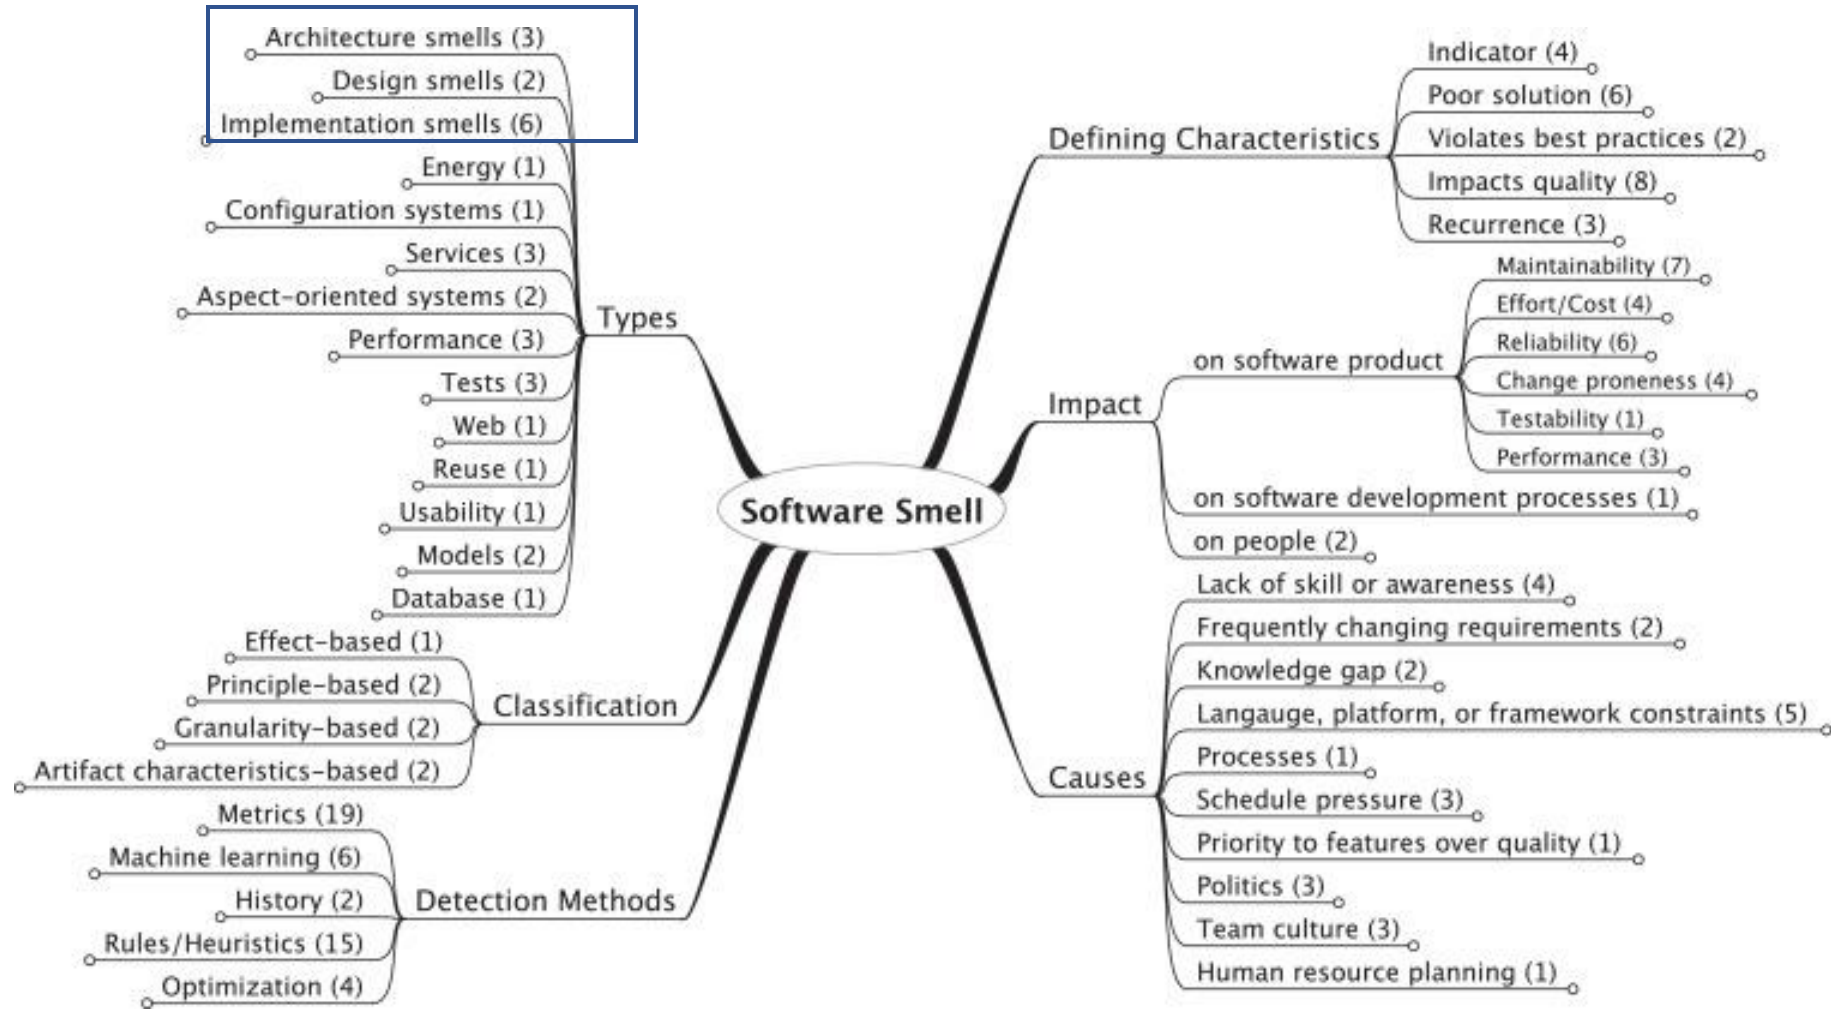 Architecture smells (3)
Design smells (2)
Implementation smells (6)
Energy (1)
Configuration systems (1)
Services (3)
Aspect-oriented systems (2)
Performance (3)
Tests (3)
Web (1)
Reuse (1)
Usability (1)
Models (2)
Database (1)
Types
Effect-based (1)
Principle-based (2)
Granularity-based (2)
Artifact characteristics-based (2)
Classification
Metrics (19)
Machine learning (6)
History (2)
Rules/Heuristics (15)
Optimization (4)
Detection Methods
Software Smell
Defining Characteristics
Indicator (4)
Poor solution (6)
Violates best practices (2)
Impacts quality (8)
Recurrence (3)
Impact
on software product
Maintainability (7)
Effort/Cost (4)
Reliability (6)
Change proneness (4)
Testability (1)
Performance (3)
on software development processes (1)
on people (2)
Causes
Lack of skill or awareness (4)
Frequently changing requirements (2)
Knowledge gap (2)
Langauge, platform, or framework constraints (5)
Processes (1)
Schedule pressure (3)
Priority to features over quality (1)
Politics (3)
Team culture (3)
Human resource planning (1)